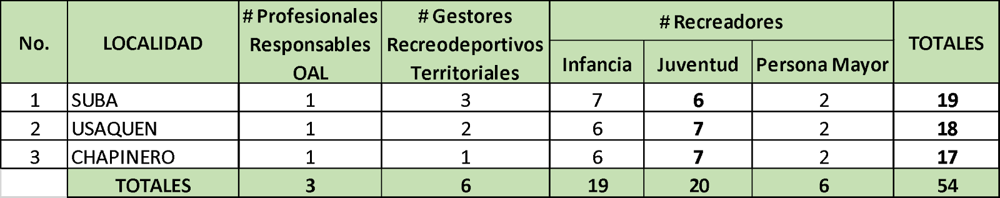 No. LOCALIDAD # Profesionales Responsables OAL # Gestores Recreodeportivos Territoriales # Recreadores TOTALES
Infancia Juventud Persona Mayor
1 SUBA 1 3 7 6 2 19
2 USAQUEN 1 2 6 7 2 18
3 CHAPINERO 1 1 6 7 2 17
TOTALES 3 6 19 20 6 54